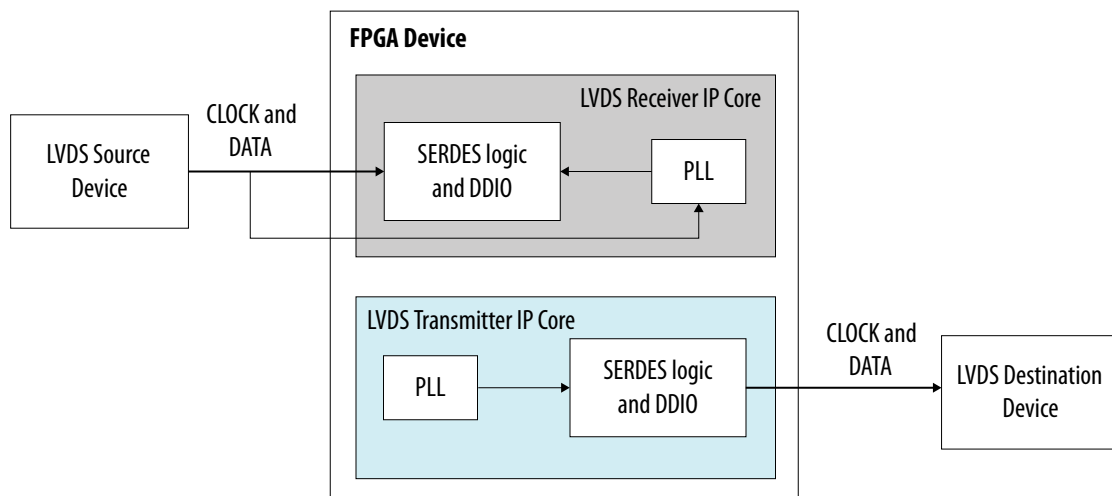 FPGA Device
LVDS Receiver IP Core
CLOCK and
DATA
LVDS Source
Device
SERDES logic
and DDIO
PLL
LVDS Transmitter IP Core
PLL
SERDES logic
and DDIO
CLOCK and
DATA
LVDS Destination
Device